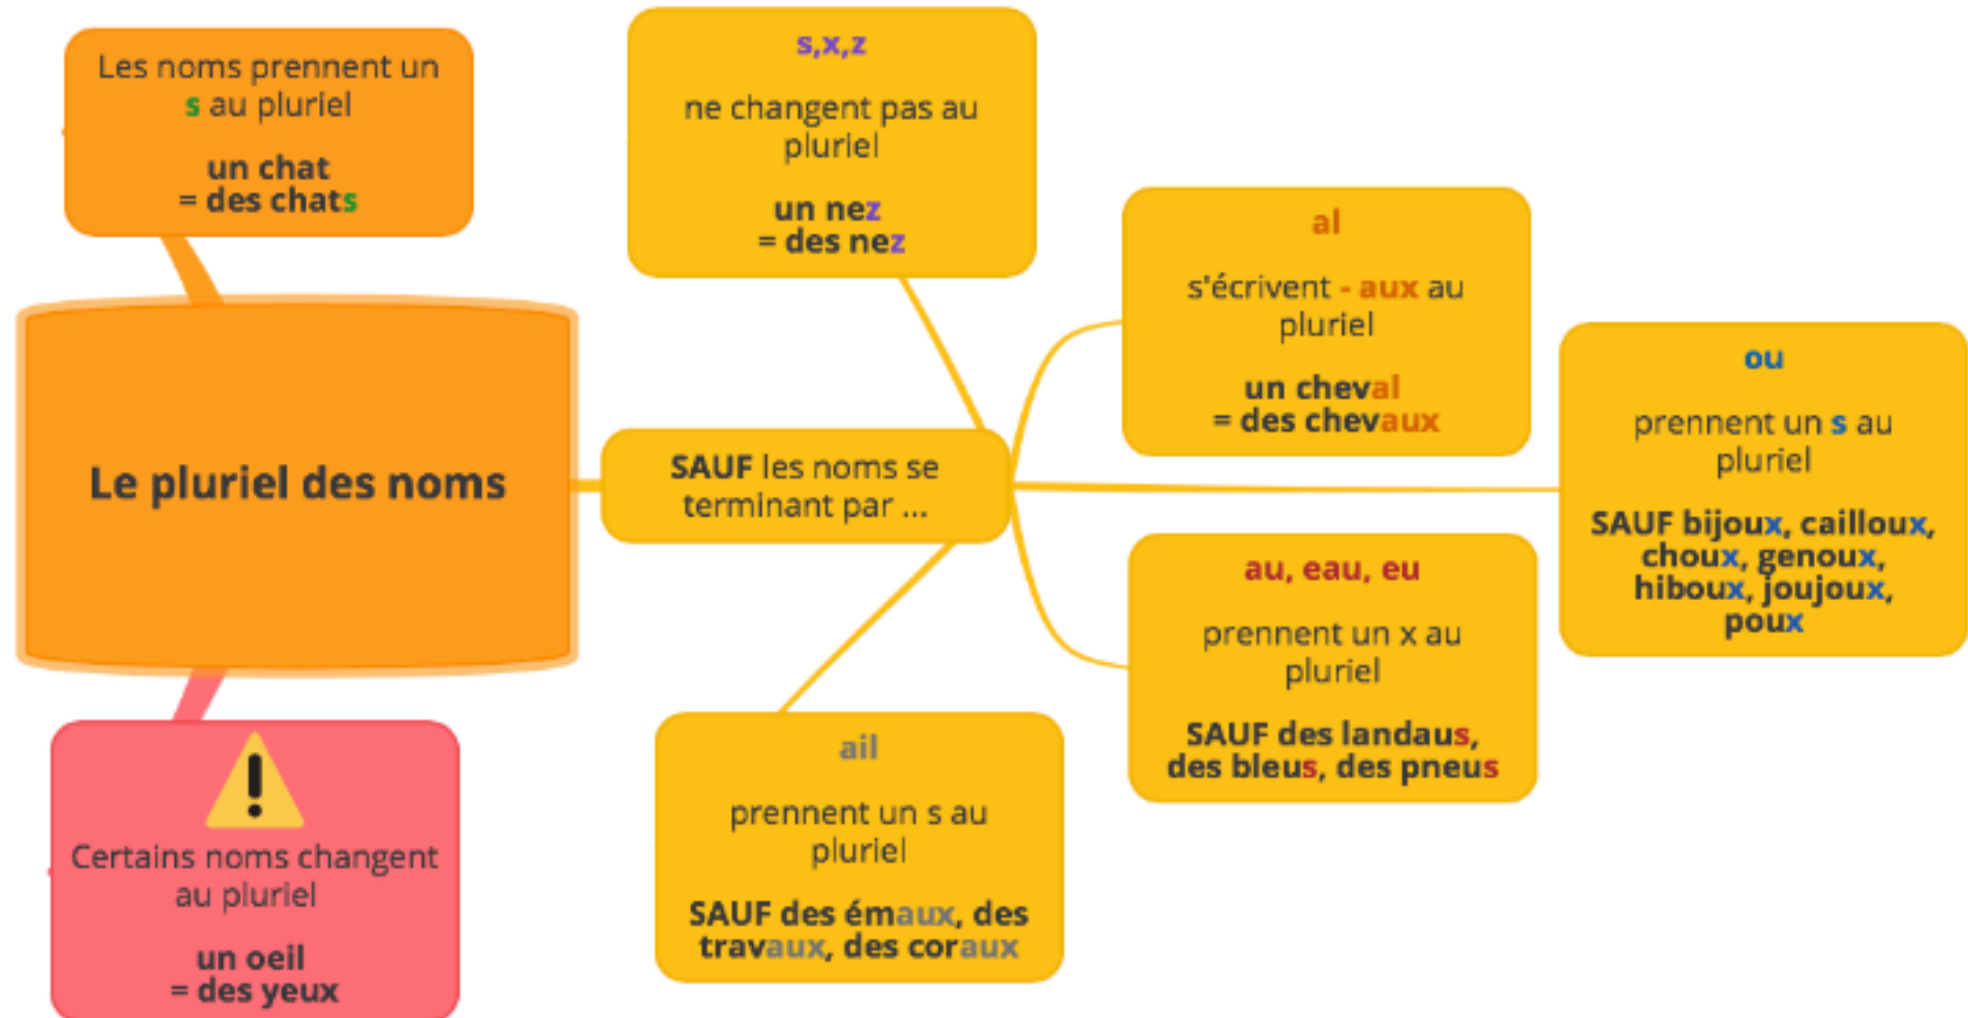 Les noms prennent un
s au pluriel
un chat
= des chats
Le pluriel des noms
Certains noms changent
au pluriel
un oeil
= des yeux
SAUF les noms se
terminant par ...
s,x,z
ne changent pas au
pluriel
un nez
= des nez
al
s'écrivent - aux au
pluriel
un cheval
= des chevaux
ou
prennent un s au
pluriel
SAUF bijoux, cailloux,
choux, genoux,
hiboux, joujoux,
poux
au, eau, eu
prennent un x au
pluriel
SAUF des landaus,
des bleus, des pneus
ail
prennent un s au
pluriel
SAUF des émaux, des
travaux, des coraux